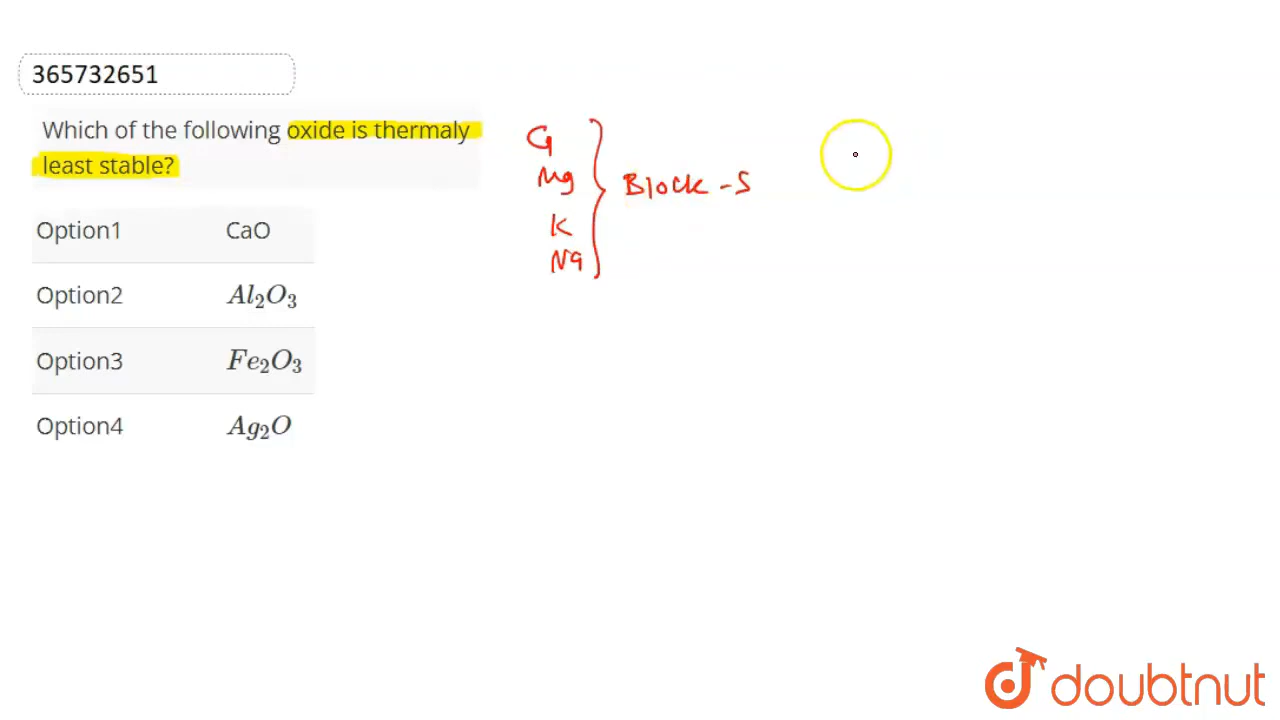 365732651
Which of the following oxide is thermaly
least stable?
Option1 CaO
Option2 Al₂O₃
Option3 Fe₂O₃
Option4 Ag₂O
Mg
K
Na
Block - S
doubtnut